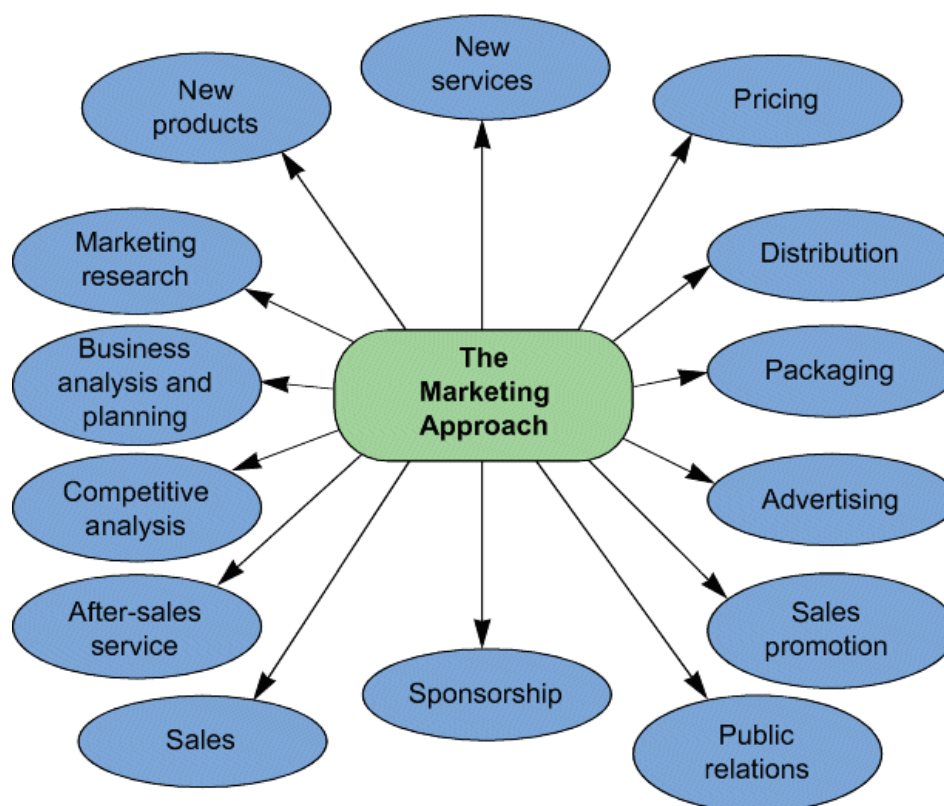 New
services
New
products
Pricing
Marketing
research
Distribution
Business
analysis and
planning
The
Marketing
Approach
Packaging
Competitive
analysis
Advertising
After-sales
service
Sales
promotion
Sponsorship
Sales
Public
relations